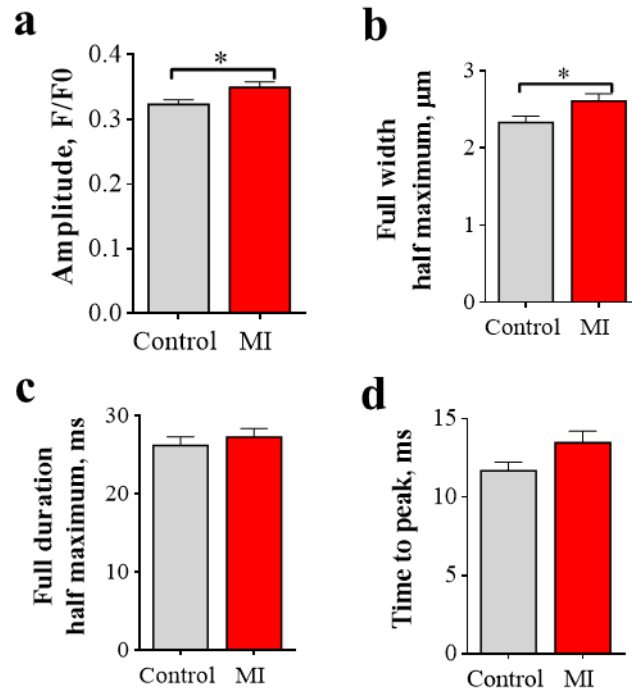 a
Amplitude, F/F0
0.4
0.3
0.2
0.1
0.0
*
Control MI
b
Full width
half maximum, µm
3
2
1
0
*
Control MI
c
Full duration
half maximum, ms
30
20
10
0
Control MI
d
Time to peak, ms
15
10
5
0
Control MI